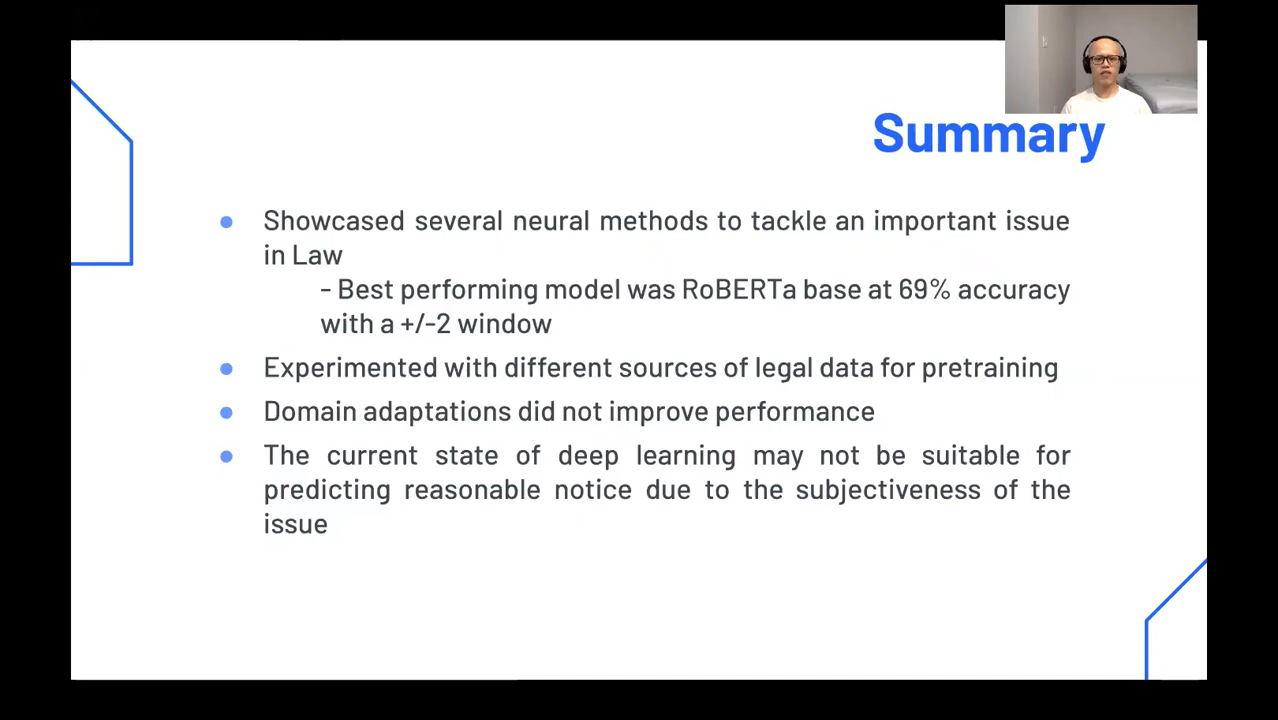 Summary
● Showcased several neural methods to tackle an important issue
in Law
- Best performing model was RoBERTa base at 69% accuracy
with a +/-2 window
● Experimented with different sources of legal data for pretraining
● Domain adaptations did not improve performance
● The current state of deep learning may not be suitable for
predicting reasonable notice due to the subjectiveness of the
issue